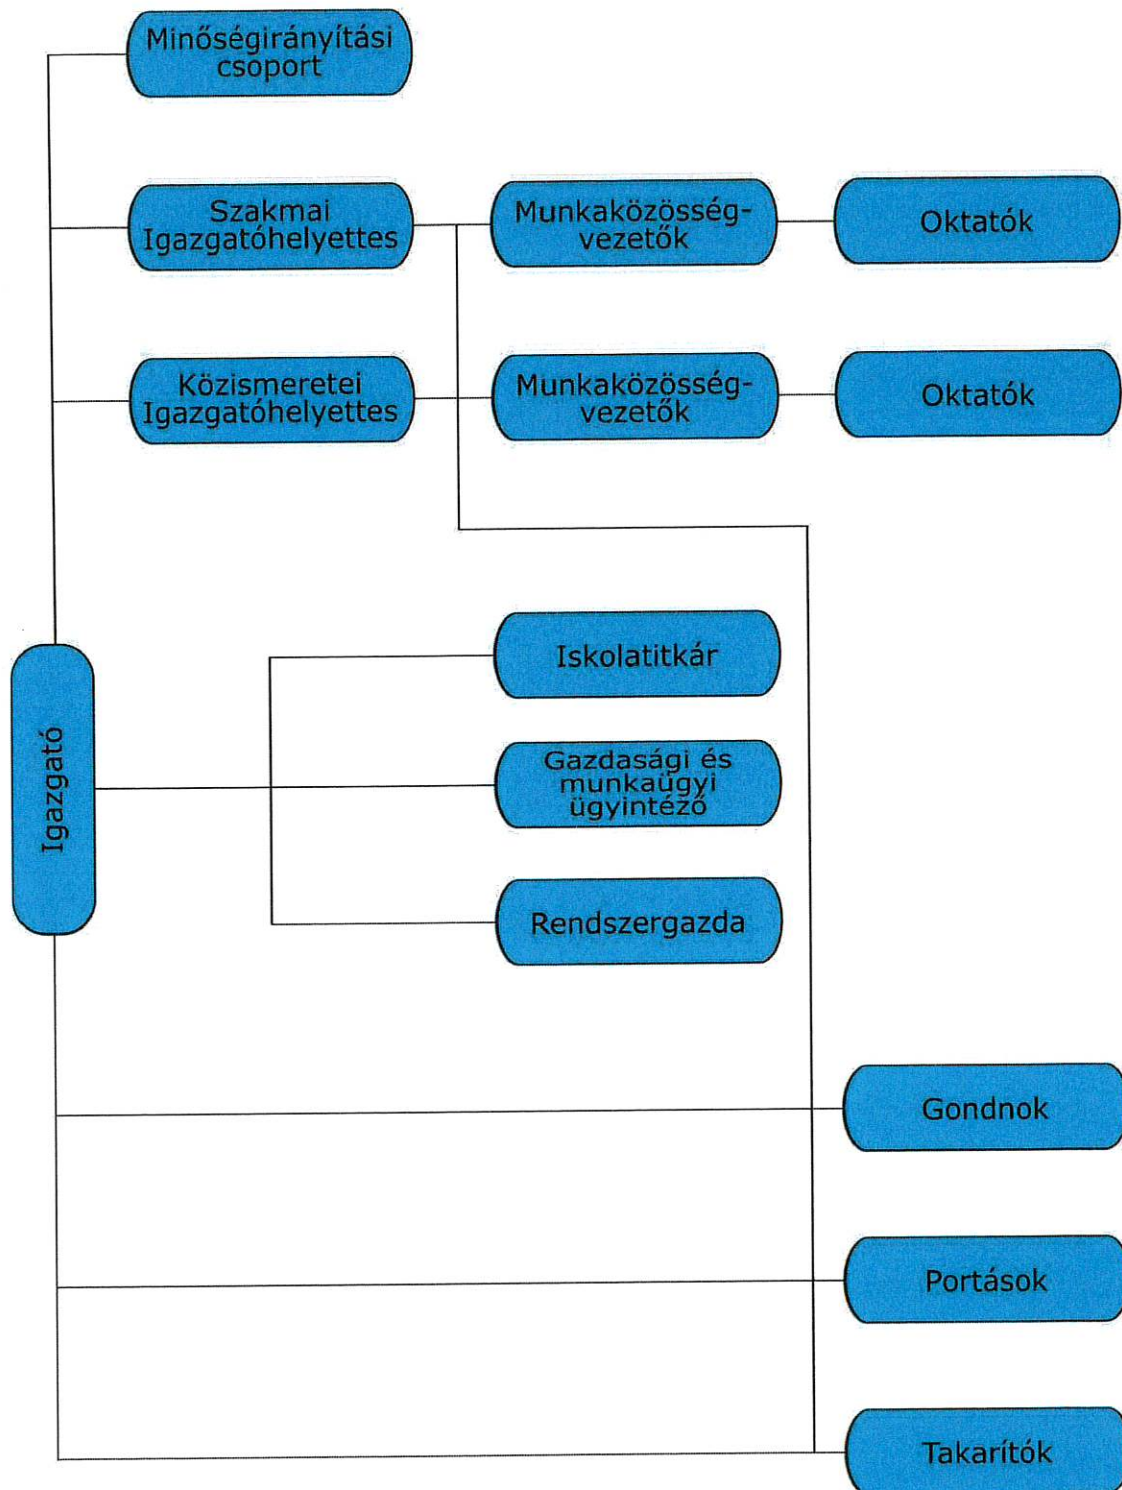 Minőségirányítási
csoport
Szakmai
Igazgatóhelyettes
Munkaközösség-
vezetők
Oktatók
Közismeretei
Igazgatóhelyettes
Munkaközösség-
vezetők
Oktatók
Iskolatitkár
Igazgató
Gazdasági és
munkaügyi
ügyintéző
Rendszergazda
Gondnok
Portások
Takarítók